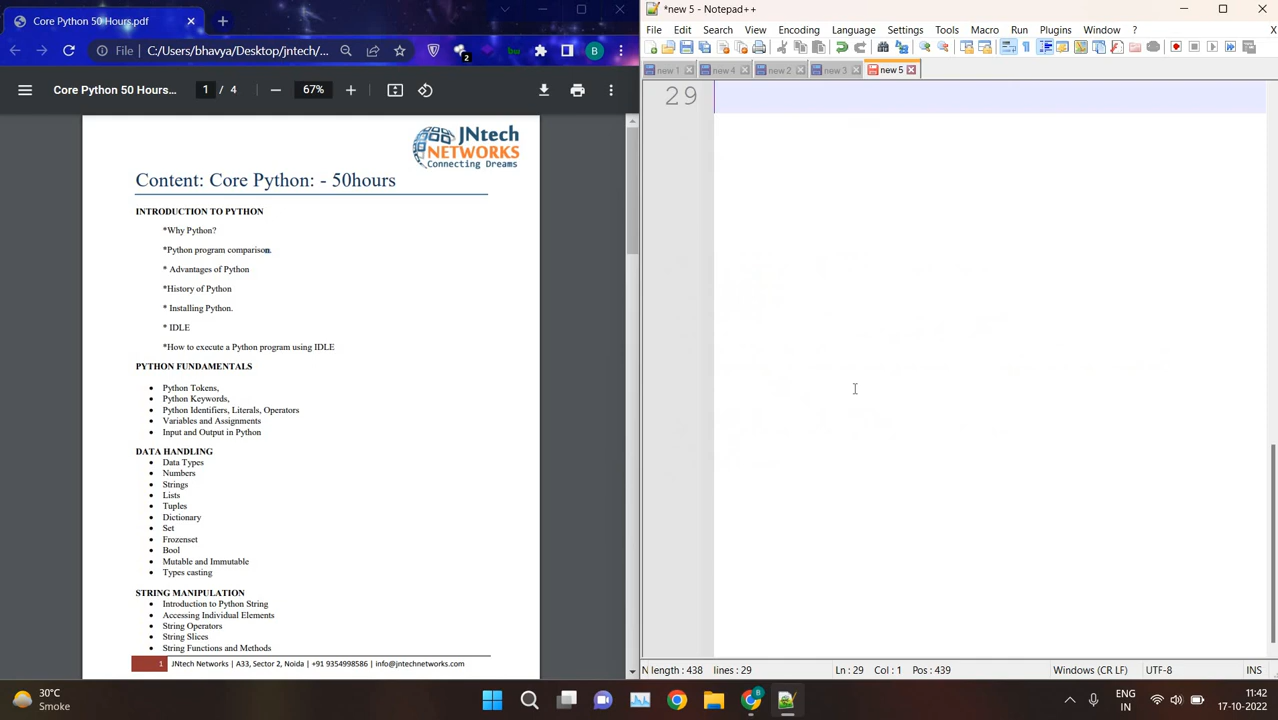 Core Python 50 Hours.pdf
File
C:/Users/bhavya/Desktop/jntech/...
2
B
Core Python 50 Hours...
1 / 4
67%
JNtech
NETWORKS
Connecting Dreams
Content: Core Python: - 50hours
INTRODUCTION TO PYTHON
*Why Python?
*Python program comparison.
* Advantages of Python
*History of Python
* Installing Python.
* IDLE
*How to execute a Python program using IDLE
PYTHON FUNDAMENTALS
• Python Tokens,
• Python Keywords,
• Python Identifiers, Literals, Operators
• Variables and Assignments
• Input and Output in Python
DATA HANDLING
• Data Types
• Numbers
• Strings
• Lists
• Tuples
• Dictionary
• Set
• Frozenset
• Bool
• Mutable and Immutable
• Types casting
STRING MANIPULATION
• Introduction to Python String
• Accessing Individual Elements
• String Operators
• String Slices
• String Functions and Methods
1 JNtech Networks | A33, Sector 2, Noida | +91 9354998586 | info@jntechnetworks.com
*new 5 - Notepad++
File Edit Search View Encoding Language Settings Tools Macro Run Plugins Window ? X
new 1 new 4 new 2 new 3 new 5
29
N length : 438 lines : 29 Ln : 29 Col : 1 Pos : 439 Windows (CR LF) UTF-8 INS
30°C
Smoke
B
ENG
IN
11:42
17-10-2022